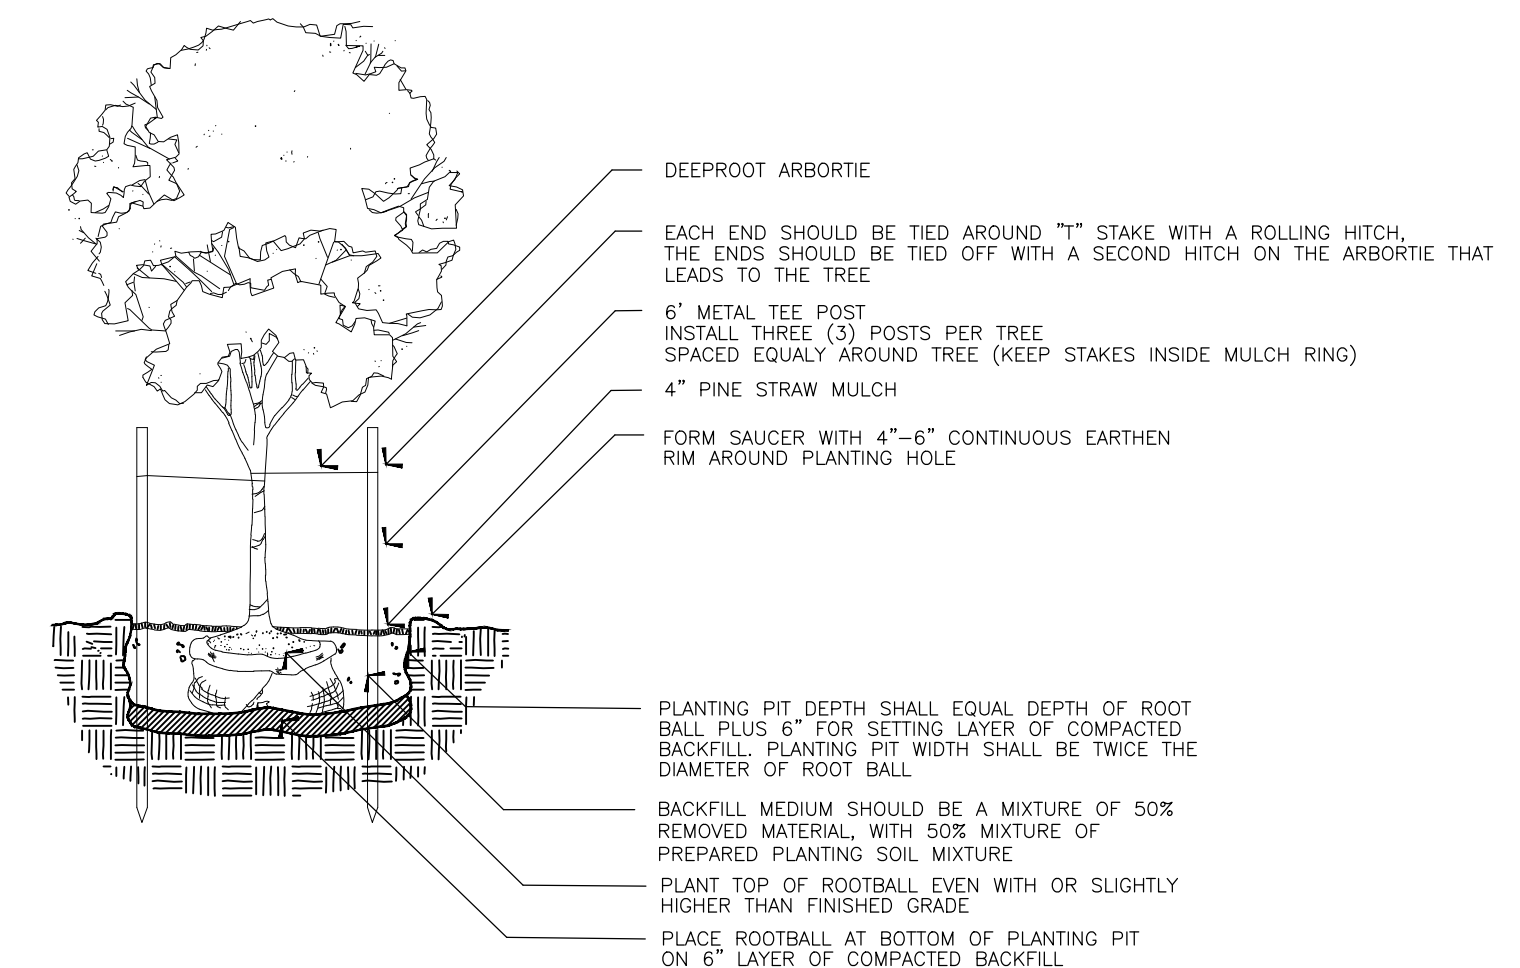 DEEPROOT ARBORTIE
EACH END SHOULD BE TIED AROUND "T" STAKE WITH A ROLLING HITCH,
THE ENDS SHOULD BE TIED OFF WITH A SECOND HITCH ON THE ARBORTIE THAT
LEADS TO THE TREE
6' METAL TEE POST
INSTALL THREE (3) POSTS PER TREE
SPACED EQUALY AROUND TREE (KEEP STAKES INSIDE MULCH RING)
4" PINE STRAW MULCH
FORM SAUCER WITH 4"–6" CONTINUOUS EARTHEN
RIM AROUND PLANTING HOLE
PLANTING PIT DEPTH SHALL EQUAL DEPTH OF ROOT
BALL PLUS 6" FOR SETTING LAYER OF COMPACTED
BACKFILL. PLANTING PIT WIDTH SHALL BE TWICE THE
DIAMETER OF ROOT BALL
BACKFILL MEDIUM SHOULD BE A MIXTURE OF 50%
REMOVED MATERIAL, WITH 50% MIXTURE OF
PREPARED PLANTING SOIL MIXTURE
PLANT TOP OF ROOTBALL EVEN WITH OR SLIGHTLY
HIGHER THAN FINISHED GRADE
PLACE ROOTBALL AT BOTTOM OF PLANTING PIT
ON 6" LAYER OF COMPACTED BACKFILL